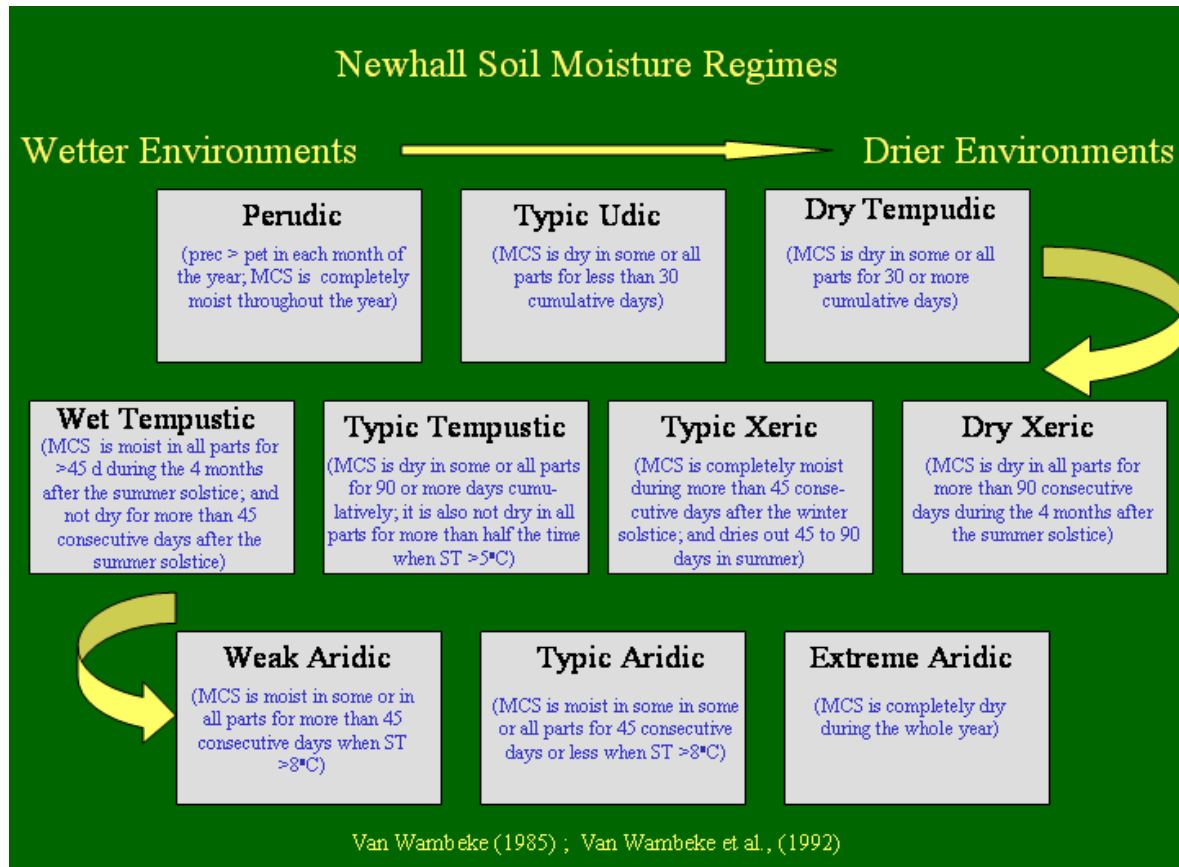 Newhall Soil Moisture Regimes
Wetter Environments
Drier Environments
Perudic
(prec > pet in each month of
the year; MCS is completely
moist throughout the year)
Typic Udic
(MCS is dry in some or all
parts for less than 30
cumulative days)
Dry Tempudic
(MCS is dry in some or all
parts for 30 or more
cumulative days)
Wet Tempustic
(MCS is moist in all parts for
>45 d during the 4 months
after the summer solstice; and
not dry for more than 45
consecutive days after the
summer solstice)
Typic Tempustic
(MCS is dry in some or all parts
for 90 or more days cumu-
latively; it is also not dry in all
parts for more than half the time
when ST >5°C)
Typic Xeric
(MCS is completely moist
during more than 45 conse-
cutive days after the winter
solstice; and dries out 45 to 90
days in summer)
Dry Xeric
(MCS is dry in all parts for
more than 90 consecutive
days during the 4 months after
the summer solstice)
Weak Aridic
(MCS is moist in some or in
all parts for more than 45
consecutive days when ST
>8°C)
Typic Aridic
(MCS is moist in some in some
or all parts for 45 consecutive
days or less when ST >8°C)
Extreme Aridic
(MCS is completely dry
during the whole year)
Van Wambeke (1985) ; Van Wambeke et al., (1992)